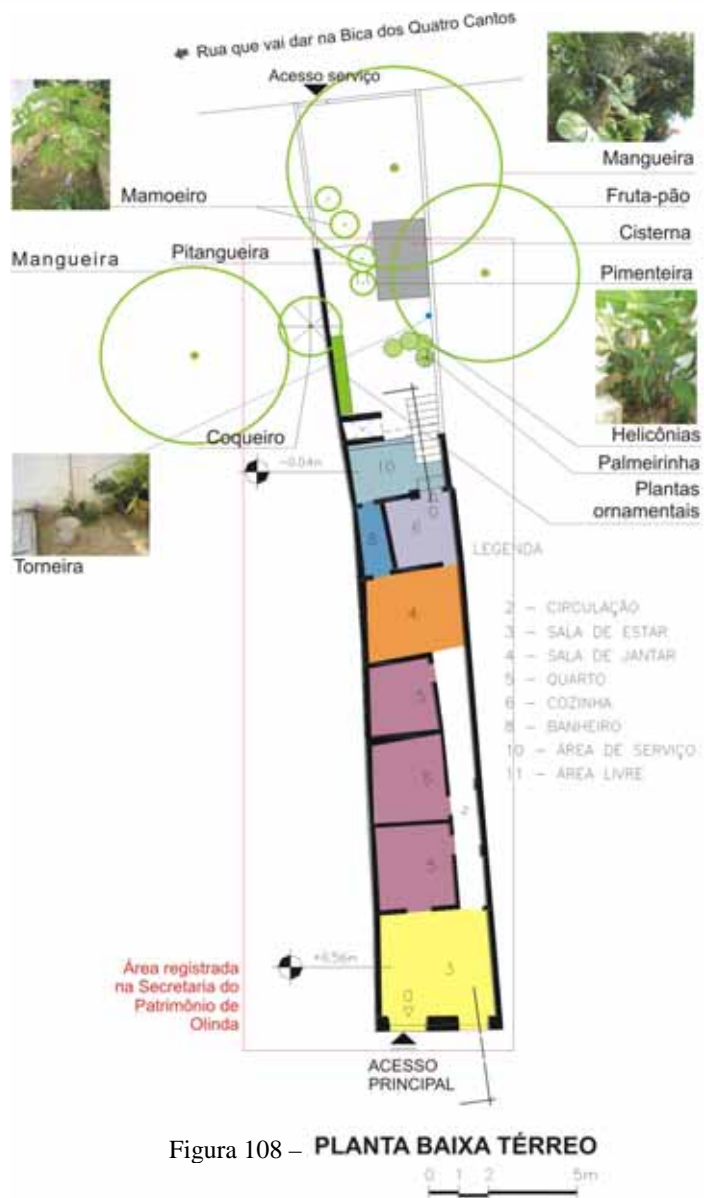 Rua que vai dar na Bica dos Quatro Cantos
Acesso serviço
Mangueira
Mamoeiro
Fruta-pão
Cisterna
Mangueira
Pitangueira
Pimenteira
Coqueiro
Helicônias
Palmeirinha
Plantas
ornamentais
Torneira
-0.04m
10
8
6
0
4
5
5
5
2
3
0
+0.56m
LEGENDA
2 – CIRCULAÇÃO
3 – SALA DE ESTAR
4 – SALA DE JANTAR
5 – QUARTO
6 – COZINHA
8 – BANHEIRO
10 – ÁREA DE SERVIÇO
11 – ÁREA LIVRE
Área registrada
na Secretaria do
Patrimônio de
Olinda
ACESSO
PRINCIPAL
Figura 108 – PLANTA BAIXA TÉRREO
0 1 2 5m